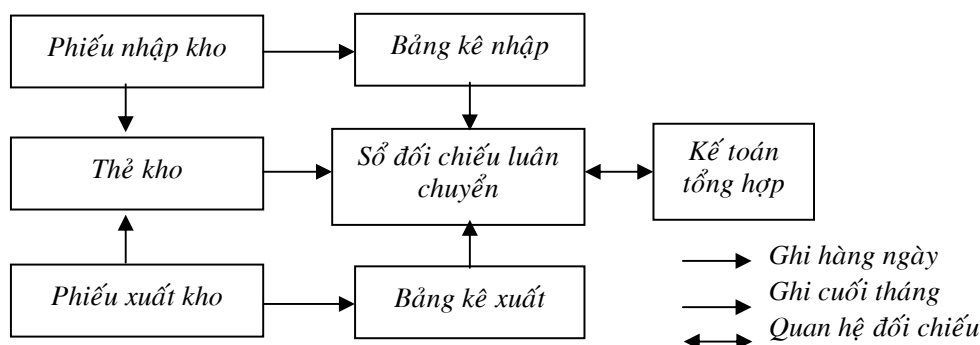 Phiếu nhập kho
Bảng kê nhập
Thẻ kho
Sổ đối chiếu luân
chuyển
Kế toán
tổng hợp
Phiếu xuất kho
Bảng kê xuất
Ghi hàng ngày
Ghi cuối tháng
Quan hệ đối chiếu